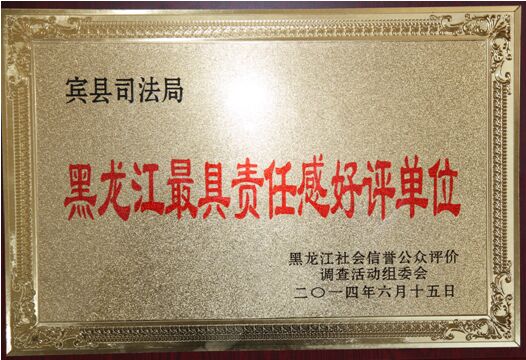 宾县司法局
黑龙江最具责任感好评单位
黑龙江社会信誉公众评价
调查活动组委会
二〇一四年六月十五日